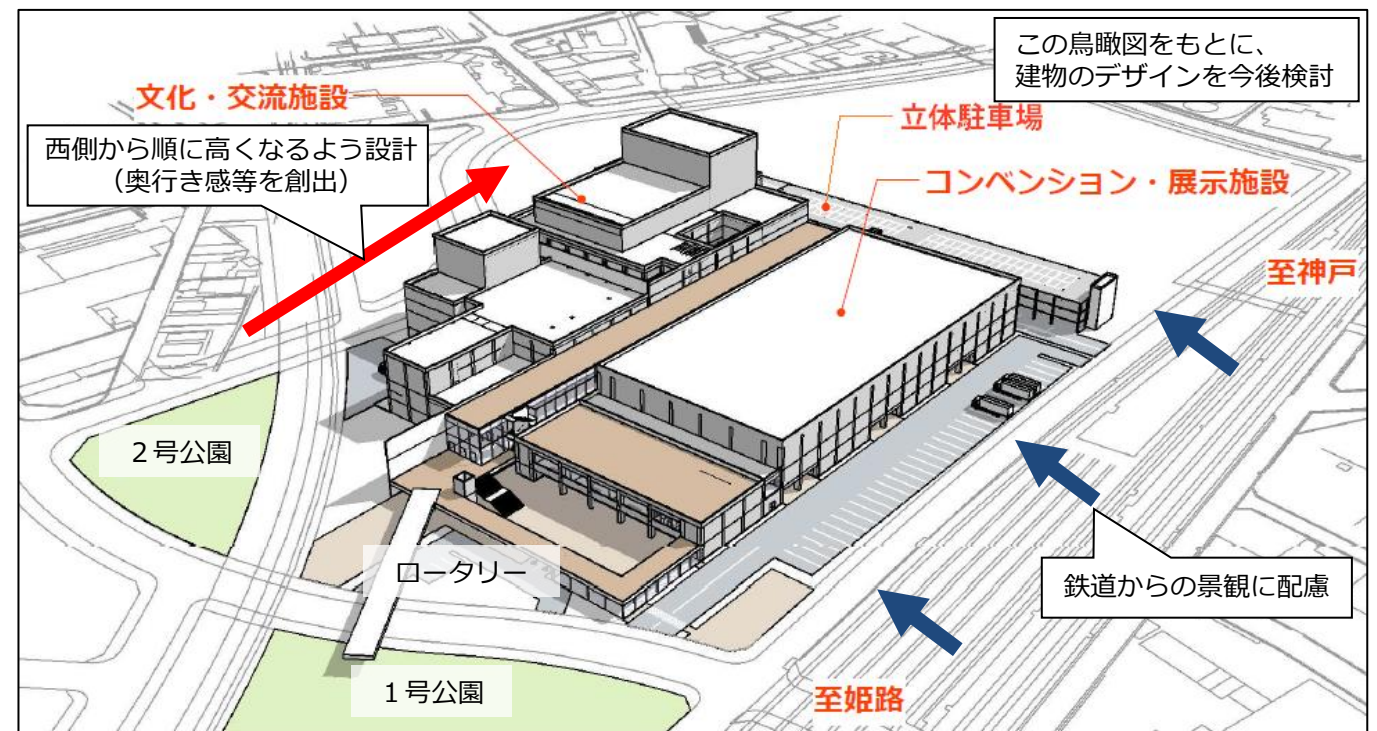 この鳥瞰図をもとに、
建物のデザインを今後検討
文化・交流施設
立体駐車場
西側から順に高くなるよう設計
（奥行き感等を創出）
コンベンション・展示施設
至神戸
２号公園
ロータリー
鉄道からの景観に配慮
１号公園
至姫路